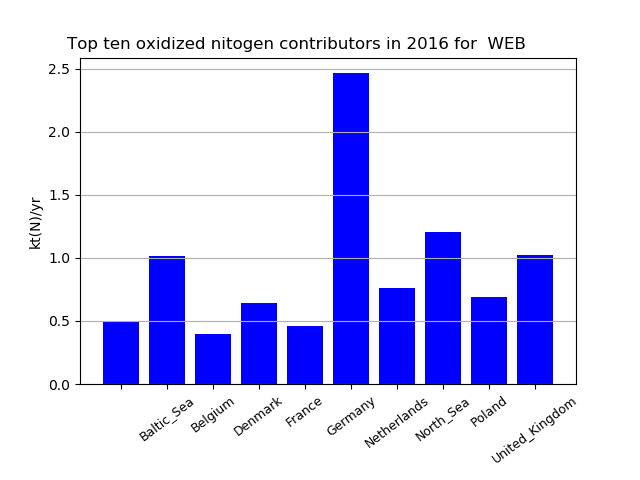 Top ten oxidized nitogen contributors in 2016 for  WEB
kt(N)/yr
2.5
2.0
1.5
1.0
0.5
0.0
Baltic_Sea
Belgium
Denmark
France
Germany
Netherlands
North_Sea
Poland
United_Kingdom